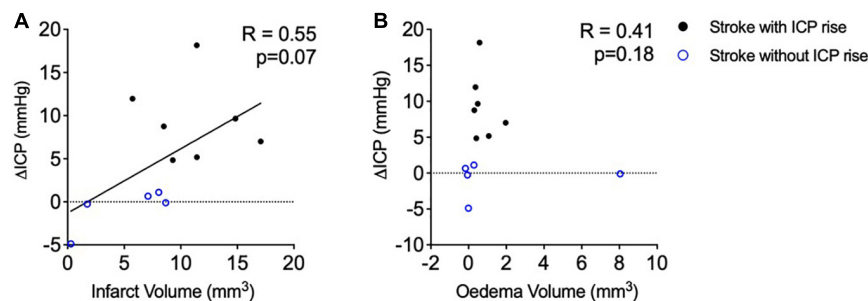 A
R = 0.55
p=0.07
ΔICP (mmHg)
20
15
10
5
0
-5
0
5
10
15
20
Infarct Volume (mm³)
B
R = 0.41
p=0.18
ΔICP (mmHg)
20
15
10
5
0
-5
-10
-2
0
2
4
6
8
10
Oedema Volume (mm³)
Stroke with ICP rise
Stroke without ICP rise